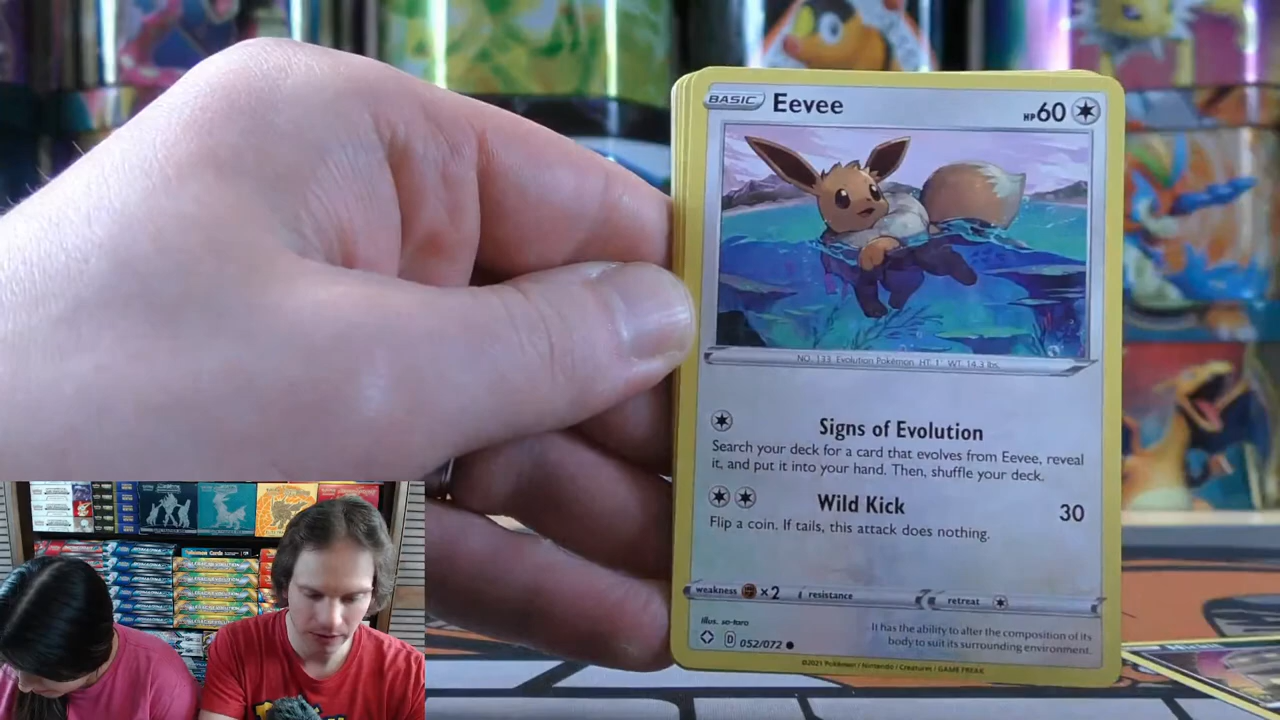 BASIC Eevee HP60
NO. 133 Evolution Pokémon HT: 1' WT: 14.3 lbs.
Signs of Evolution
Search your deck for a card that evolves from Eevee, reveal
it, and put it into your hand. Then, shuffle your deck.
Wild Kick 30
Flip a coin. If tails, this attack does nothing.
weakness ×2 resistance retreat
Illus. so-taro
D 052/072
It has the ability to alter the composition of its
body to suit its surrounding environment.
©2021 Pokémon / Nintendo / Creatures / GAME FREAK